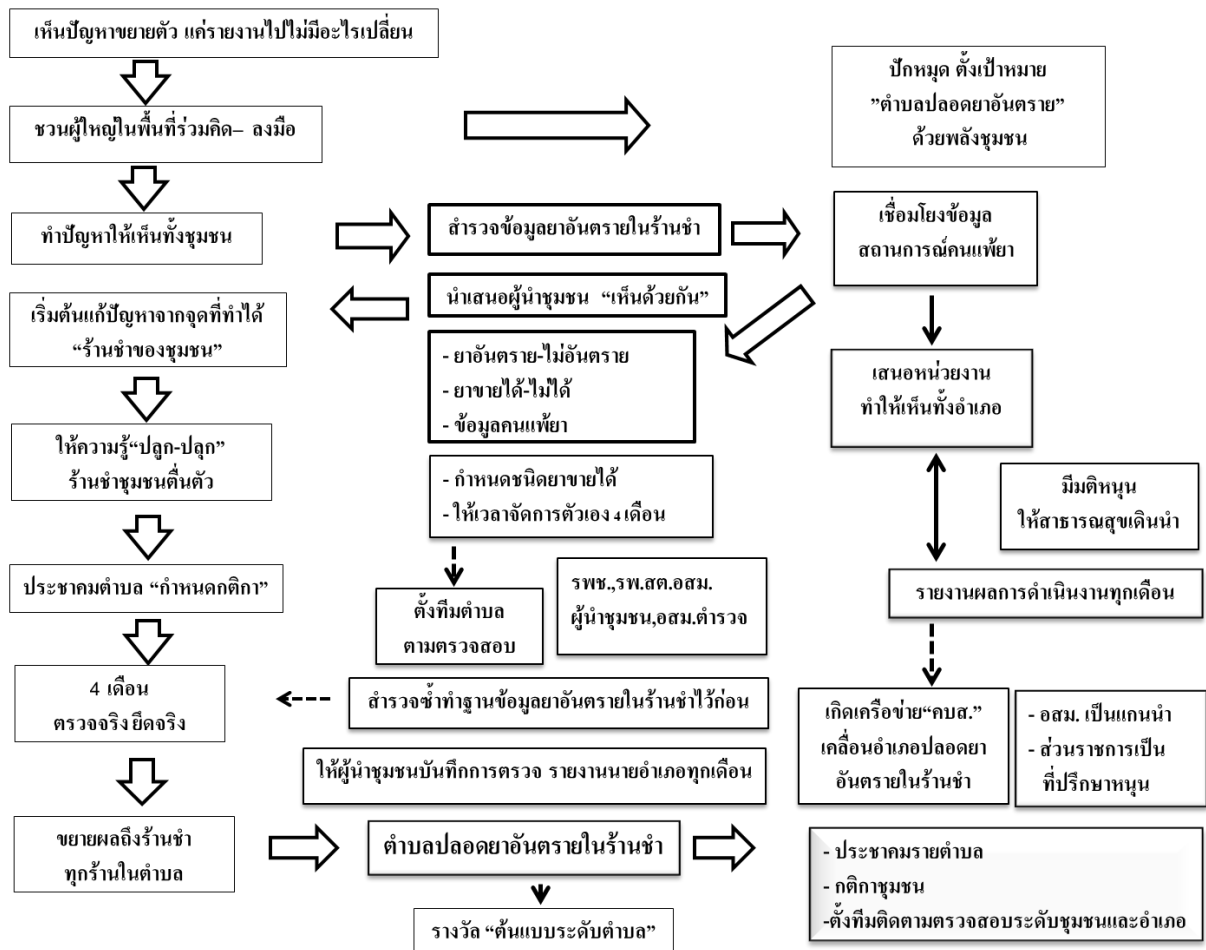 เห็นปัญหาขยายตัว แค่รายงานไปไม่มีอะไรเปลี่ยน
ปักหมุด ตั้งเป้าหมาย
”ตำบลปลอดยาอันตราย”
ด้วยพลังชุมชน
ชวนผู้ใหญ่ในพื้นที่ร่วมคิด– ลงมือ
ทำปัญหาให้เห็นทั้งชุมชน
สำรวจข้อมูลยาอันตรายในร้านชำ
เชื่อมโยงข้อมูล
สถานการณ์คนแพ้ยา
นำเสนอผู้นำชุมชน “เห็นด้วยกัน”
เริ่มต้นแก้ปัญหาจากจุดที่ทำได้
“ร้านชำของชุมชน”
- ยาอันตราย-ไม่อันตราย
- ยาขายได้-ไม่ได้
- ข้อมูลคนแพ้ยา
เสนอหน่วยงาน
ทำให้เห็นทั้งอำเภอ
ให้ความรู้“ปลูก-ปลุก”
ร้านชำชุมชนตื่นตัว
- กำหนดชนิดยาขายได้
- ให้เวลาจัดการตัวเอง 4 เดือน
มีมติหนุน
ให้สาธารณสุขเดินนำ
ประชาคมตำบล “กำหนดกติกา”
ตั้งทีมตำบล
ตามตรวจสอบ
รพช.,รพ.สต.อสม.
ผู้นำชุมชน,อสม.ตำรวจ
รายงานผลการดำเนินงานทุกเดือน
4 เดือน
ตรวจจริง ยึดจริง
สำรวจซ้ำทำฐานข้อมูลยาอันตรายในร้านชำไว้ก่อน
เกิดเครือข่าย“คบส.”
เคลื่อนอำเภอปลอดยา
อันตรายในร้านชำ
- อสม. เป็นแกนนำ
- ส่วนราชการเป็น
ที่ปรึกษาหนุน
ให้ผู้นำชุมชนบันทึกการตรวจ รายงานนายอำเภอทุกเดือน
ขยายผลถึงร้านชำ
ทุกร้านในตำบล
ตำบลปลอดยาอันตรายในร้านชำ
- ประชาคมรายตำบล
- กติกาชุมชน
-ตั้งทีมติดตามตรวจสอบระดับชุมชนและอำเภอ
รางวัล “ต้นแบบระดับตำบล”